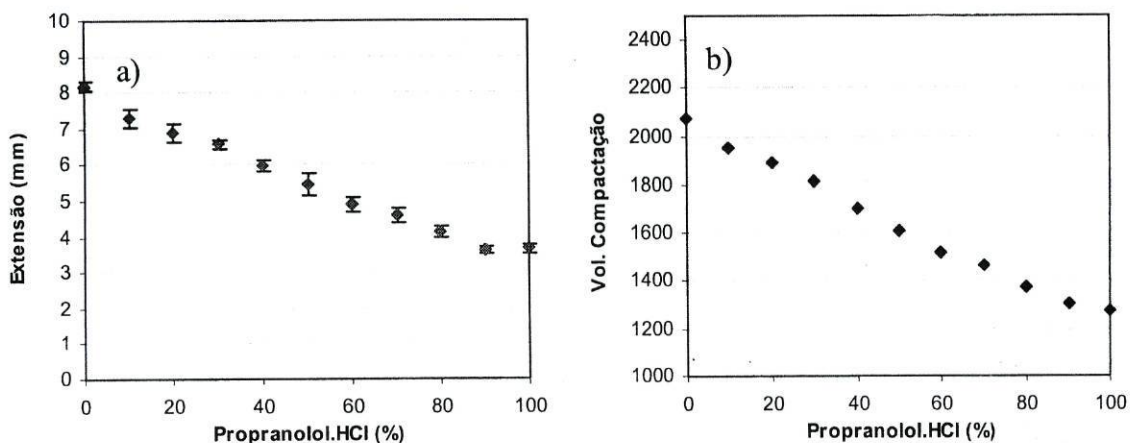 a)
Extensão (mm)
10
9
8
7
6
5
4
3
2
1
0
0 20 40 60 80 100
Propranolol.HCl (%)
b)
Vol. Compactação
2400
2200
2000
1800
1600
1400
1200
1000
0 20 40 60 80 100
Propranolol.HCl (%)